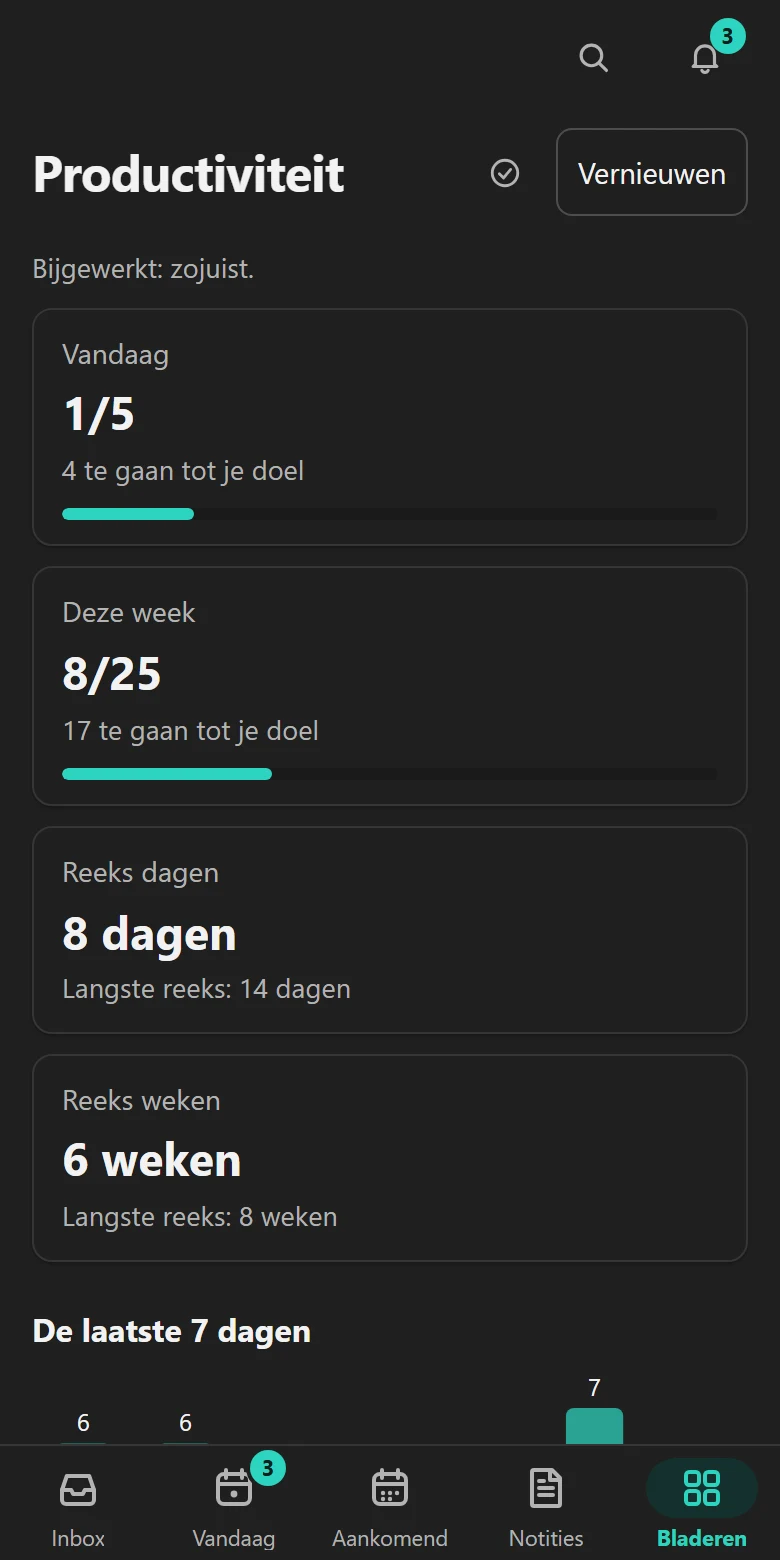 3
Productiviteit
Vernieuwen
Bijgewerkt: zojuist.
Vandaag
1/5
4 te gaan tot je doel
Deze week
8/25
17 te gaan tot je doel
Reeks dagen
8 dagen
Langste reeks: 14 dagen
Reeks weken
6 weken
Langste reeks: 8 weken
De laatste 7 dagen
7
6 6
3
Inbox Vandaag Aankomend Notities Bladeren